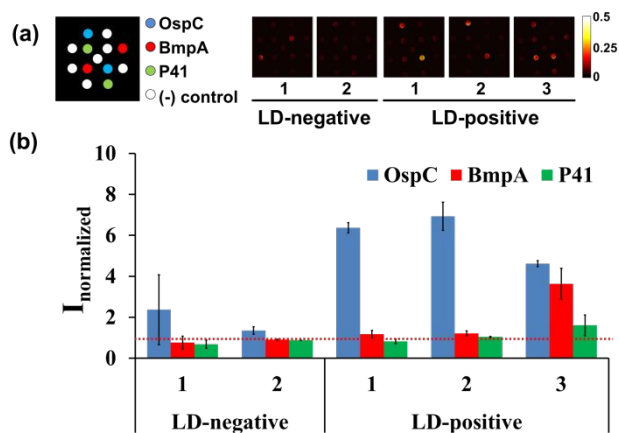 (a)
OspC
BmpA
P41
(-) control
1 2 1 2 3
LD-negative LD-positive
0.5
0.25
0
(b)
OspC BmpA P41
I normalized
10
8
6
4
2
0
1 2 1 2 3
LD-negative LD-positive